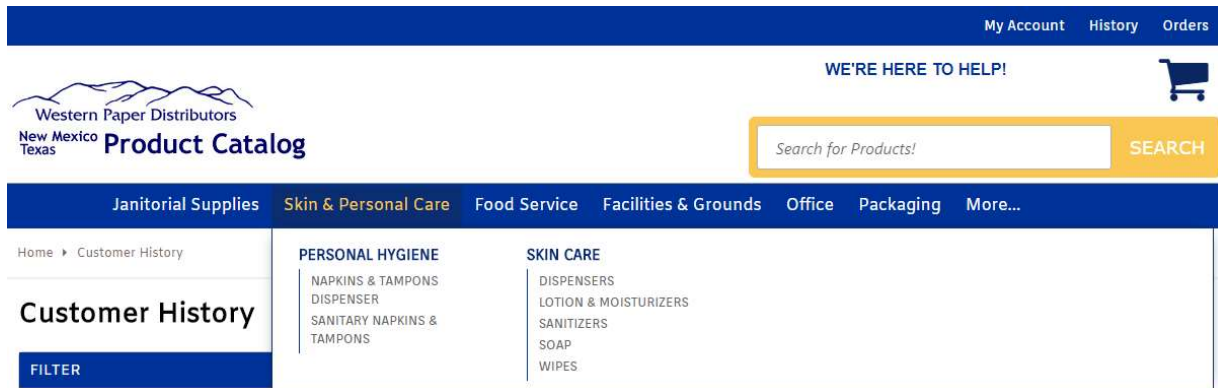 My Account History Orders
WE'RE HERE TO HELP!
Western Paper Distributors
New Mexico
Texas
Product Catalog
Search for Products!
SEARCH
Janitorial Supplies Skin & Personal Care Food Service Facilities & Grounds Office Packaging More...
Home Customer History
Customer History
FILTER
PERSONAL HYGIENE
NAPKINS & TAMPONS
DISPENSER
SANITARY NAPKINS &
TAMPONS
SKIN CARE
DISPENSERS
LOTION & MOISTURIZERS
SANITIZERS
SOAP
WIPES